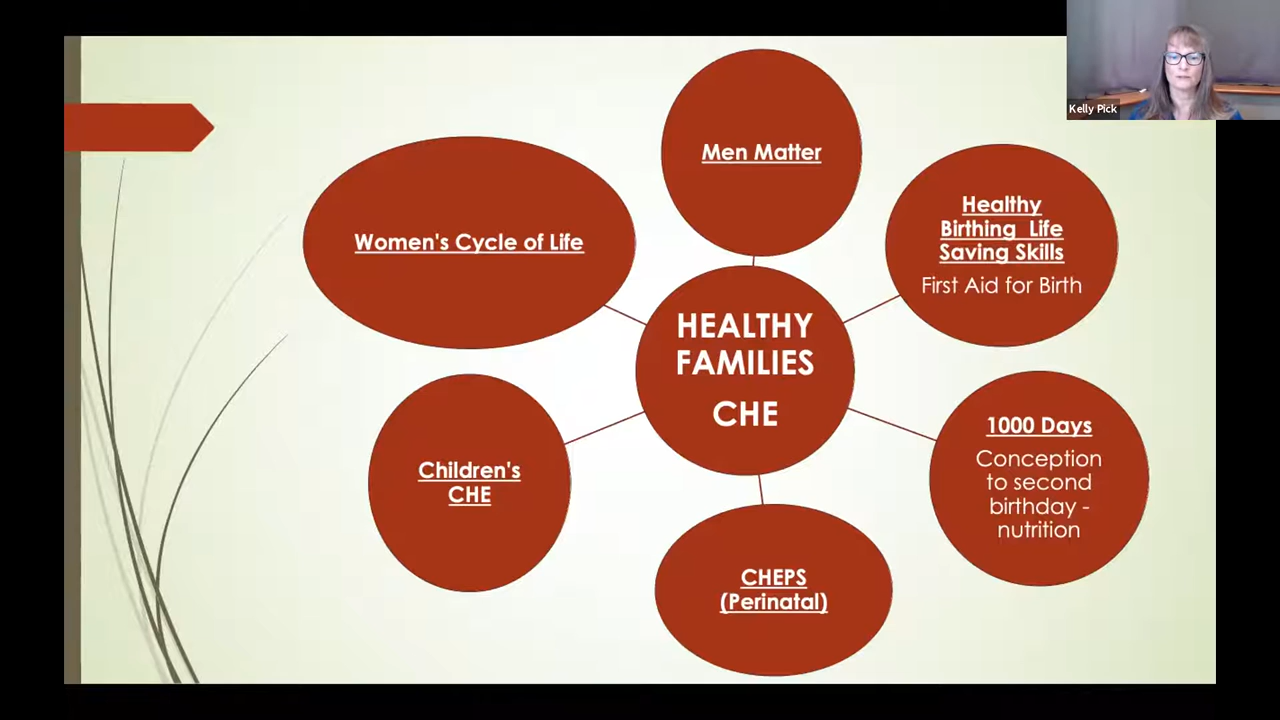 Kelly Pick
Men Matter
Women's Cycle of Life
Healthy
Birthing Life
Saving Skills
First Aid for Birth
HEALTHY
FAMILIES
CHE
1000 Days
Conception
to second
birthday -
nutrition
Children's
CHE
CHEPS
(Perinatal)